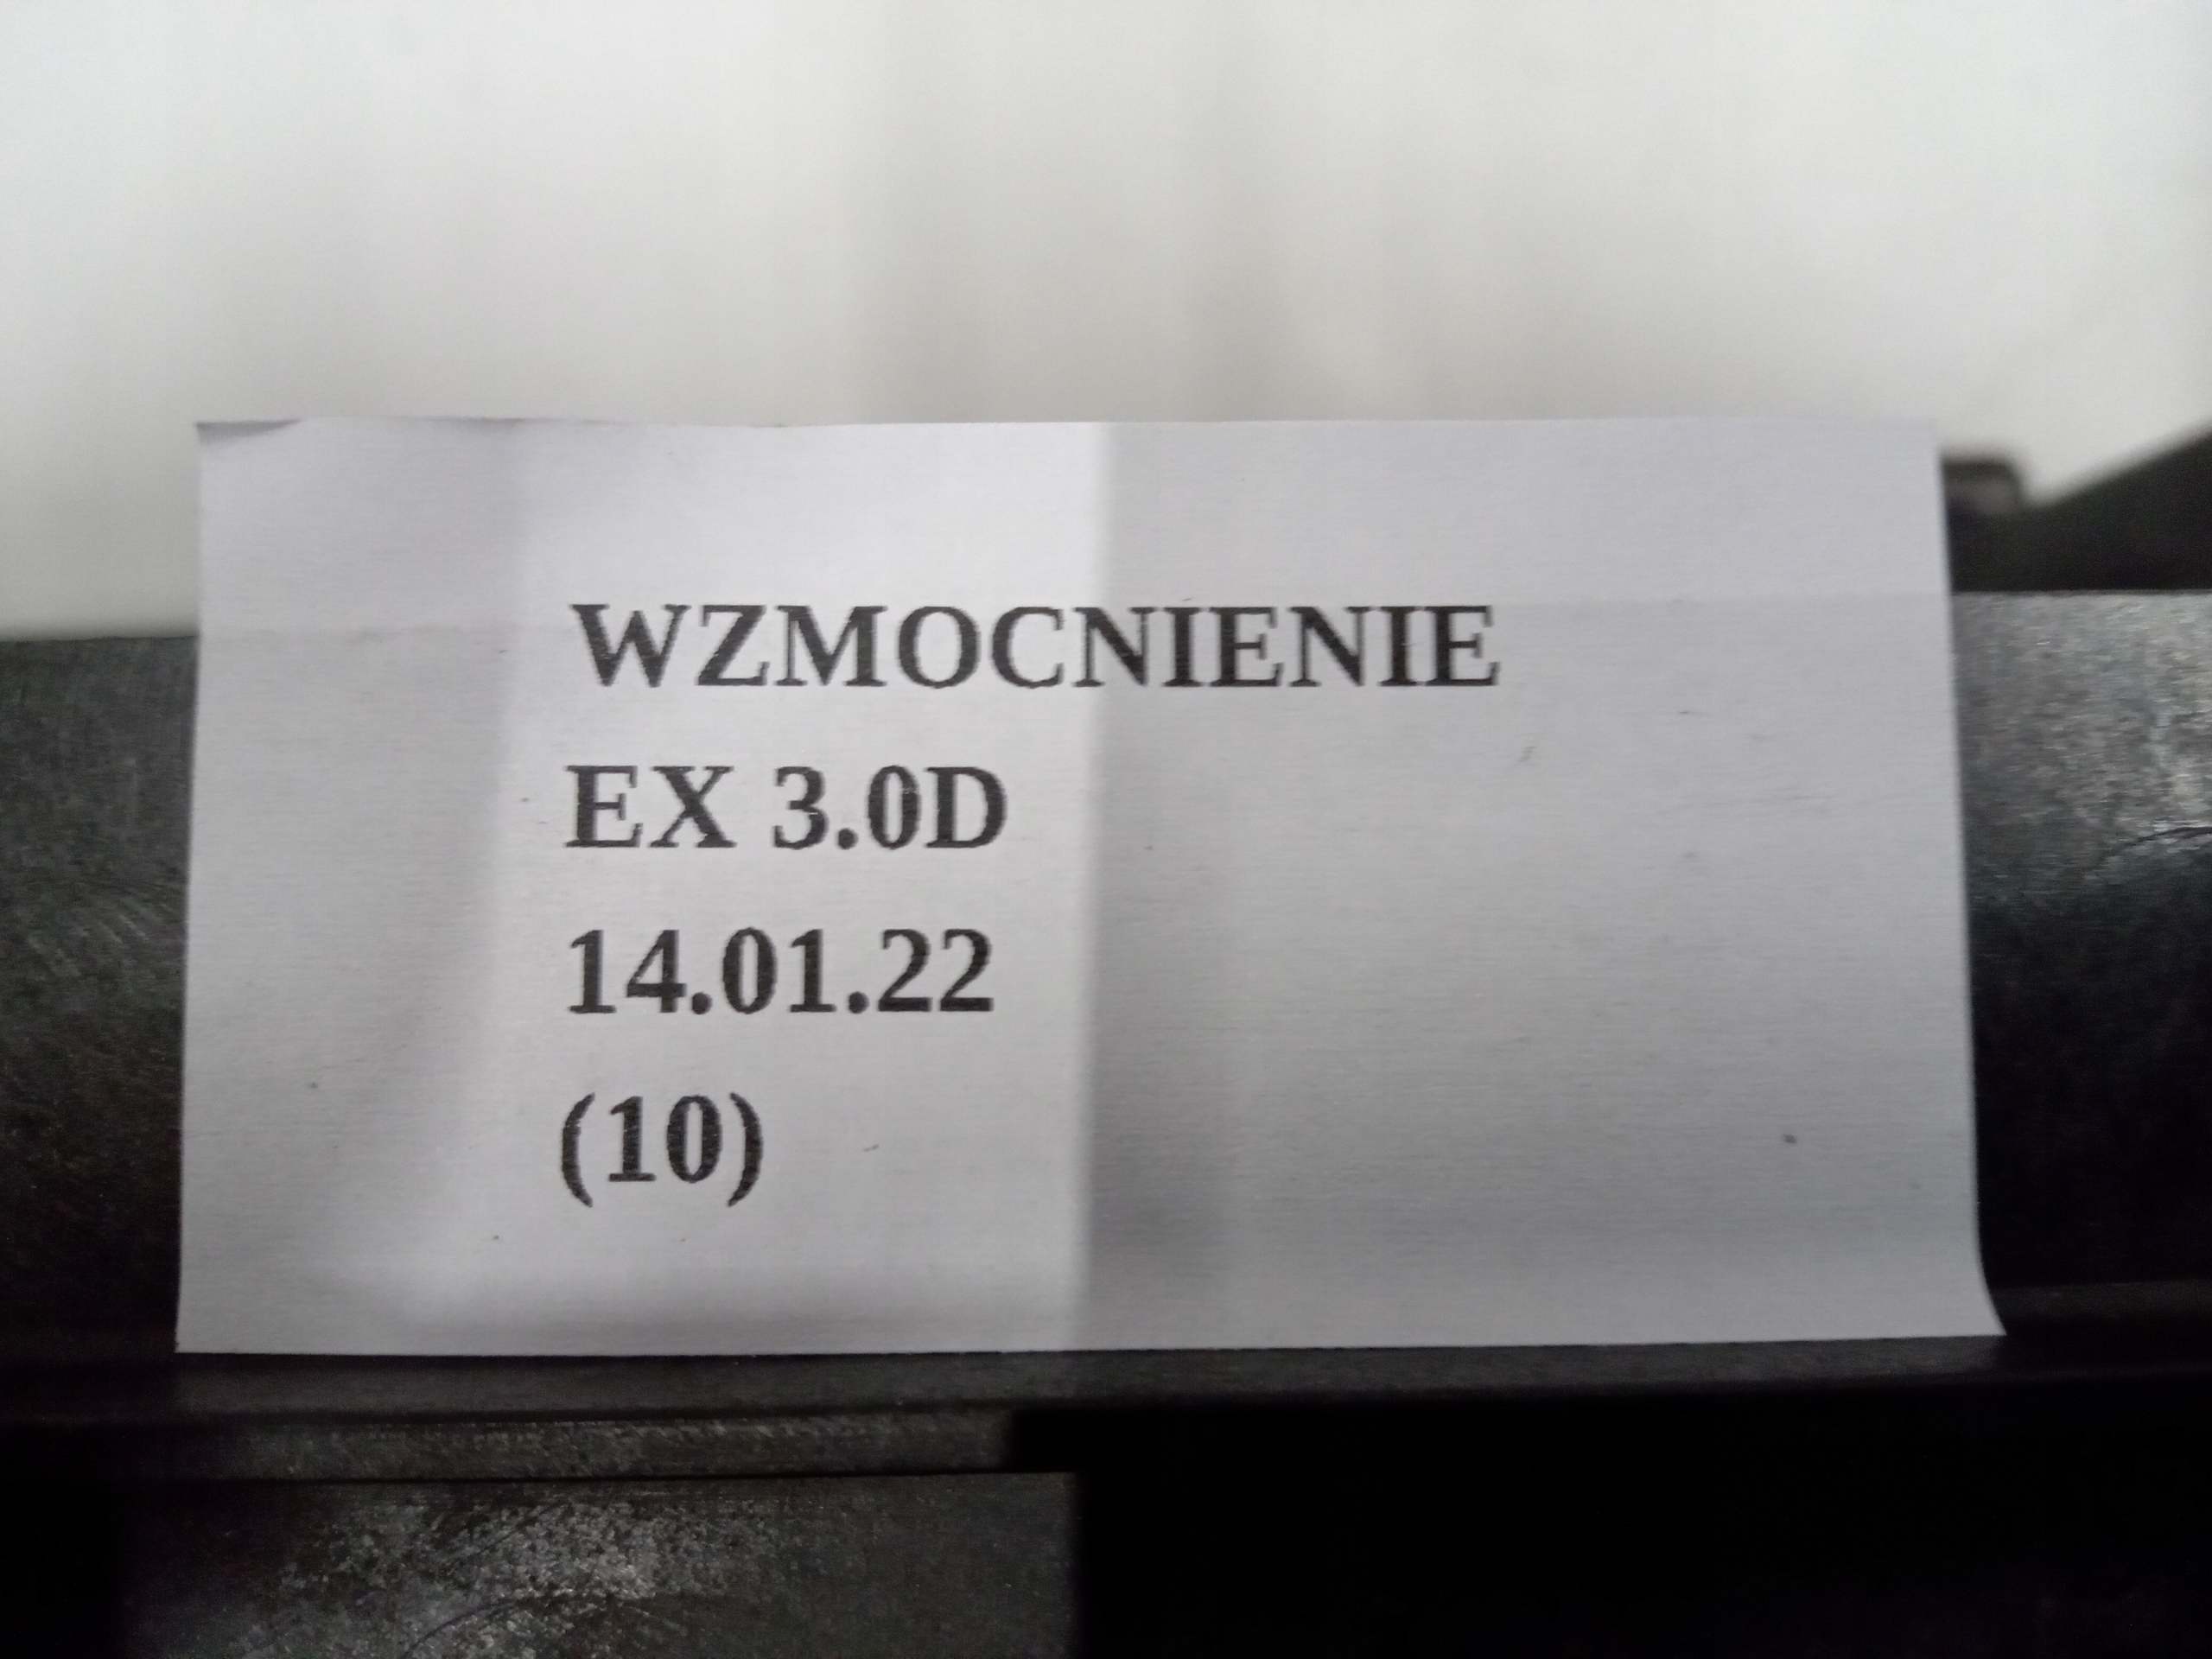 WZMOCNIENIE
EX 3.0D
14.01.22
(10)